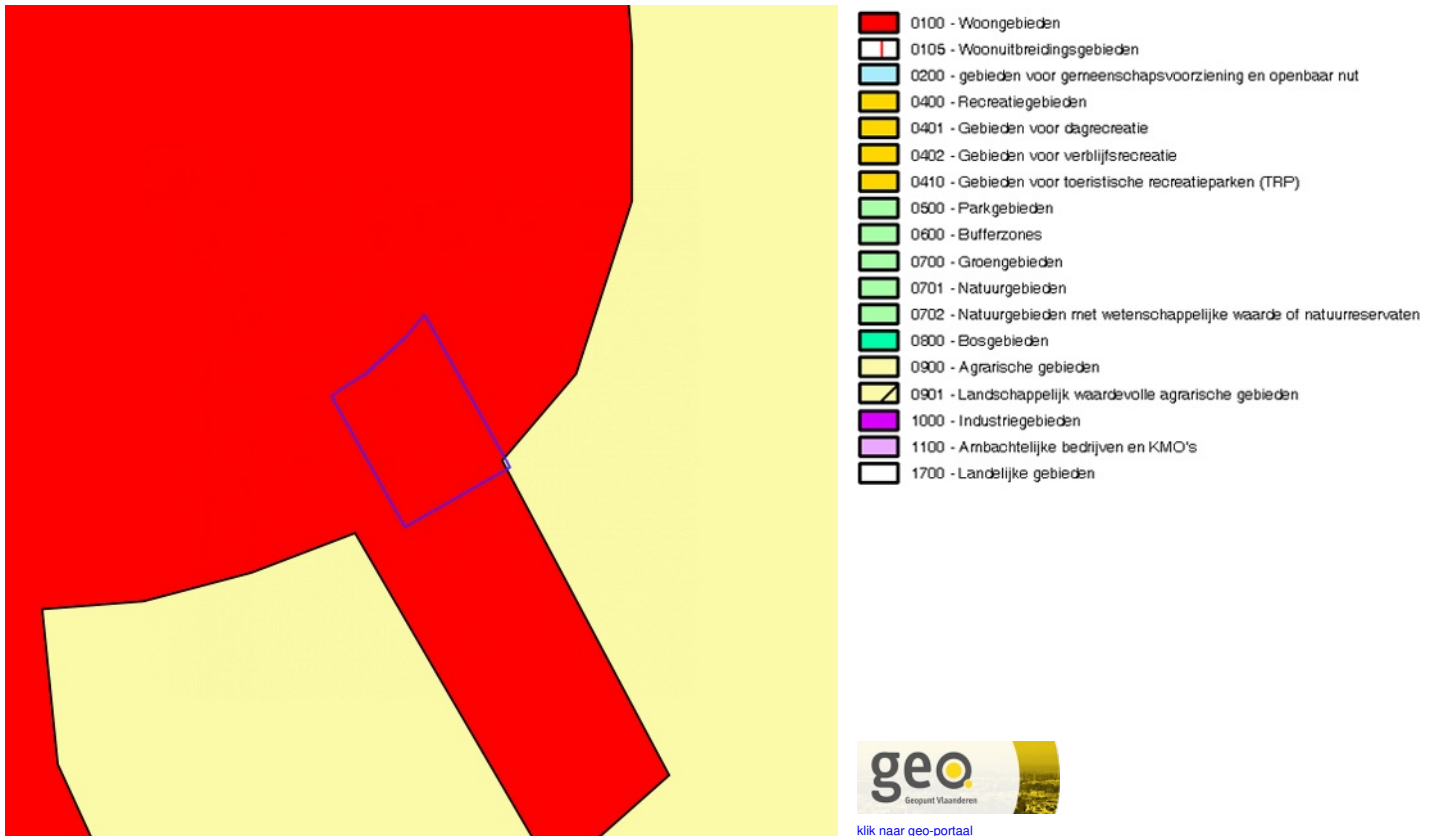 0100 - Woongebieden
0105 - Woonuitbreidingsgebieden
0200 - gebieden voor gemeenschapsvoorziening en openbaar nut
0400 - Recreatiegebieden
0401 - Gebieden voor dagrecreatie
0402 - Gebieden voor verblijfsrecreatie
0410 - Gebieden voor toeristische recreatieparken (TRP)
0500 - Parkgebieden
0600 - Bufferzones
0700 - Groengebieden
0701 - Natuurgebieden
0702 - Natuurgebieden met wetenschappelijke waarde of natuurreservaten
0800 - Bosgebieden
0900 - Agrarische gebieden
0901 - Landschappelijk waardevolle agrarische gebieden
1000 - Industriegebieden
1100 - Ambachtelijke bedrijven en KMO's
1700 - Landelijke gebieden
geo
Geopunt Vlaanderen
klik naar geo-portaal